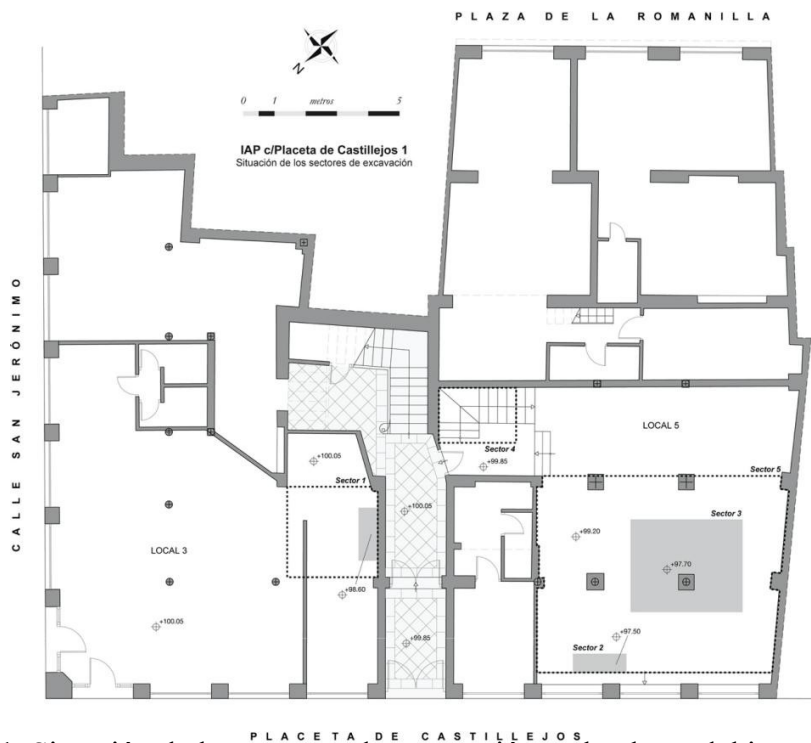 PLAZA DE LA ROMANILLA
N
0 1 metros 5
IAP c/Placeta de Castillejos 1
Situación de los sectores de excavación
CALLE SAN JERÓNIMO
LOCAL 5
Sector 4
+99.85
+100.05
Sector 1
Sector 5
+100.05
+99.20
Sector 3
LOCAL 3
+97.70
+98.60
+100.05
+99.85
+97.50
Sector 2
PLACETA DE CASTILLEJOS